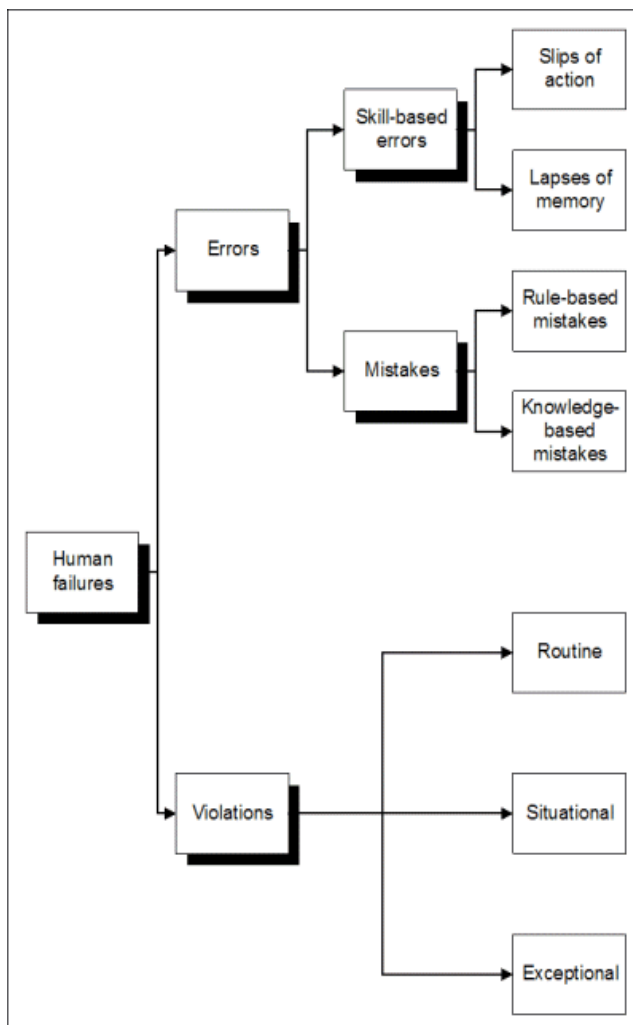 Slips of
action
Skill-based
errors
Lapses of
memory
Errors
Rule-based
mistakes
Mistakes
Knowledge-
based
mistakes
Human
failures
Routine
Violations
Situational
Exceptional